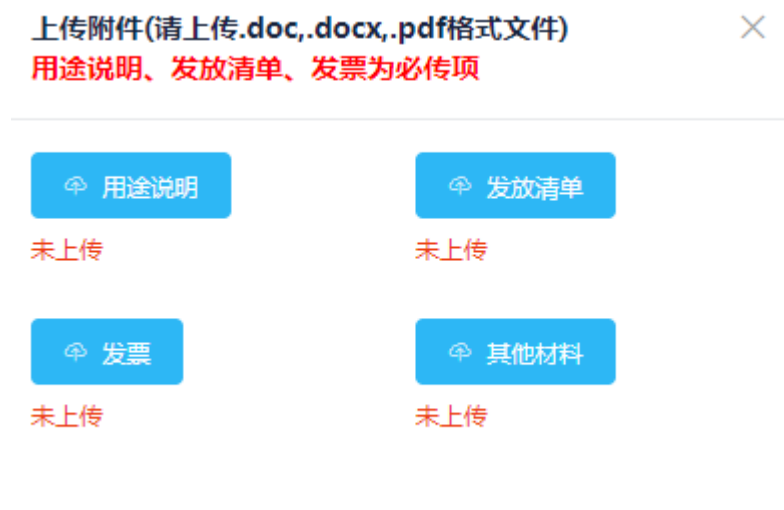 上传附件(请上传.doc,.docx,.pdf格式文件)
用途说明、发放清单、发票为必传项
用途说明
发放清单
未上传
未上传
发票
其他材料
未上传
未上传